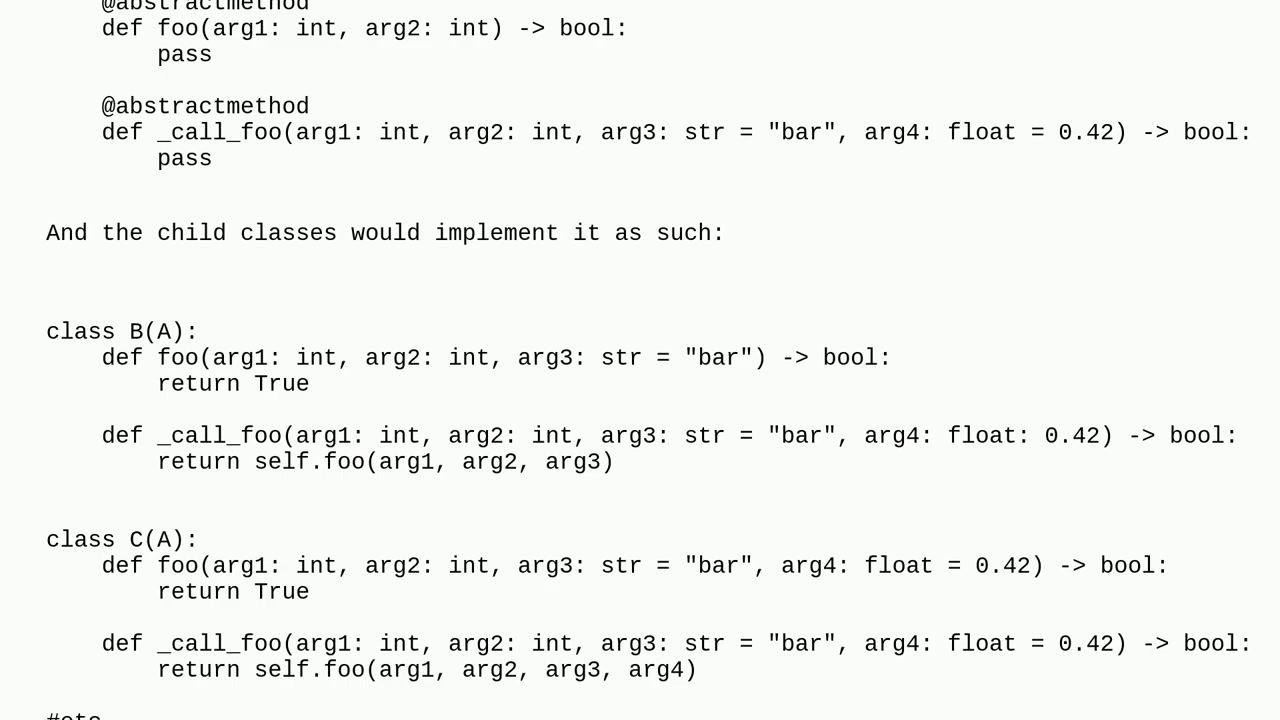 @abstractmethod
def foo(arg1: int, arg2: int) -> bool:
pass
@abstractmethod
def _call_foo(arg1: int, arg2: int, arg3: str = "bar", arg4: float = 0.42) -> bool:
pass
And the child classes would implement it as such:
class B(A):
def foo(arg1: int, arg2: int, arg3: str = "bar") -> bool:
return True
def _call_foo(arg1: int, arg2: int, arg3: str = "bar", arg4: float: 0.42) -> bool:
return self.foo(arg1, arg2, arg3)
class C(A):
def foo(arg1: int, arg2: int, arg3: str = "bar", arg4: float = 0.42) -> bool:
return True
def _call_foo(arg1: int, arg2: int, arg3: str = "bar", arg4: float = 0.42) -> bool:
return self.foo(arg1, arg2, arg3, arg4)
#etc